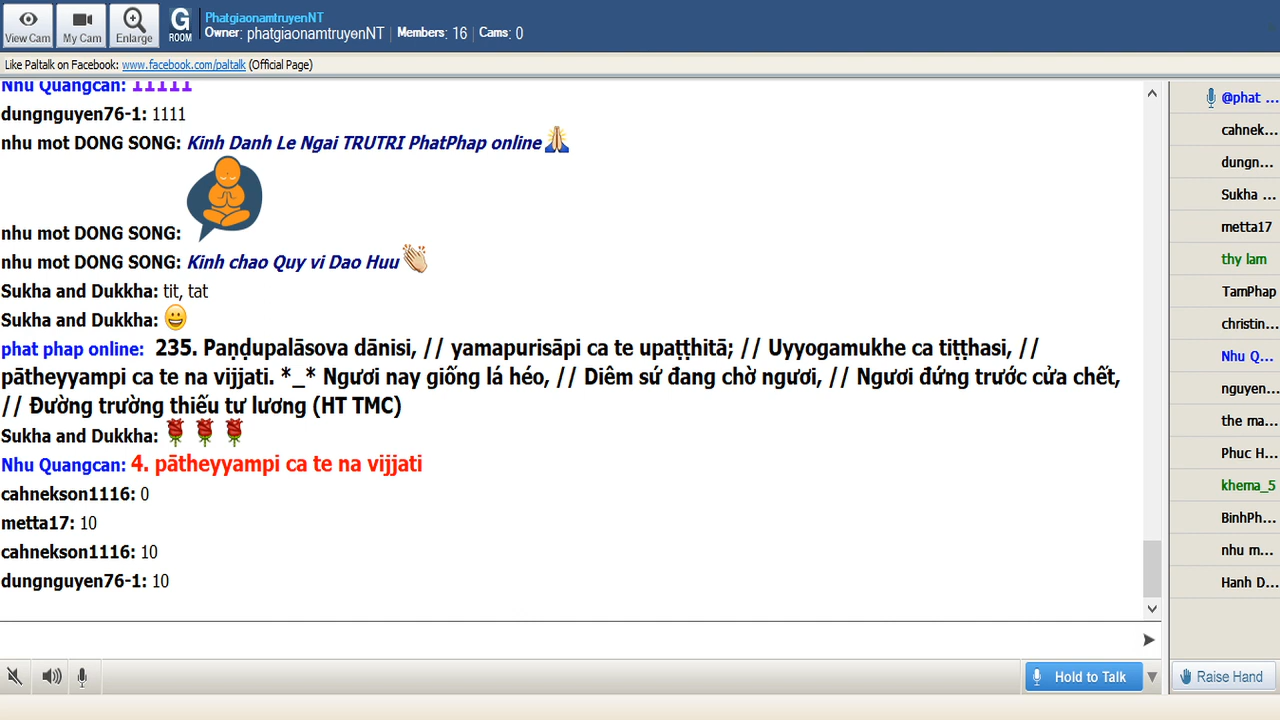 View Cam
My Cam
Enlarge
G
ROOM
PhatgiaonamtruyenNT
Owner: phatgiaonamtruyenNT | Members: 16 | Cams: 0
Like Paltalk on Facebook: www.facebook.com/paltalk (Official Page)
Nhu Quangcan: 11111
dungnguyen76-1: 1111
nhu mot DONG SONG: Kinh Danh Le Ngai TRUTRI PhatPhap online
nhu mot DONG SONG:
nhu mot DONG SONG: Kinh chao Quy vi Dao Huu
Sukha and Dukkha: tit, tat
Sukha and Dukkha:
phat phap online: 235. Paṇḍupalāsova dānisi, // yamapurisāpi ca te upaṭṭhitā; // Uyyogamukhe ca tiṭṭhasi, //
pātheyyampi ca te na vijjati. *_* Ngươi nay giống lá héo, // Diêm sứ đang chờ ngươi, // Ngươi đứng trước cửa chết,
// Đường trường thiếu tư lương (HT TMC)
Sukha and Dukkha:
Nhu Quangcan: 4. pātheyyampi ca te na vijjati
cahnekson1116: 0
metta17: 10
cahnekson1116: 10
dungnguyen76-1: 10
@phat ...
cahnek...
dungn...
Sukha ...
metta17
thy lam
TamPhap
christin...
Nhu Q...
nguyen...
the ma...
Phuc H...
khema_5
BinhPh...
nhu m...
Hanh D...
Hold to Talk
Raise Hand